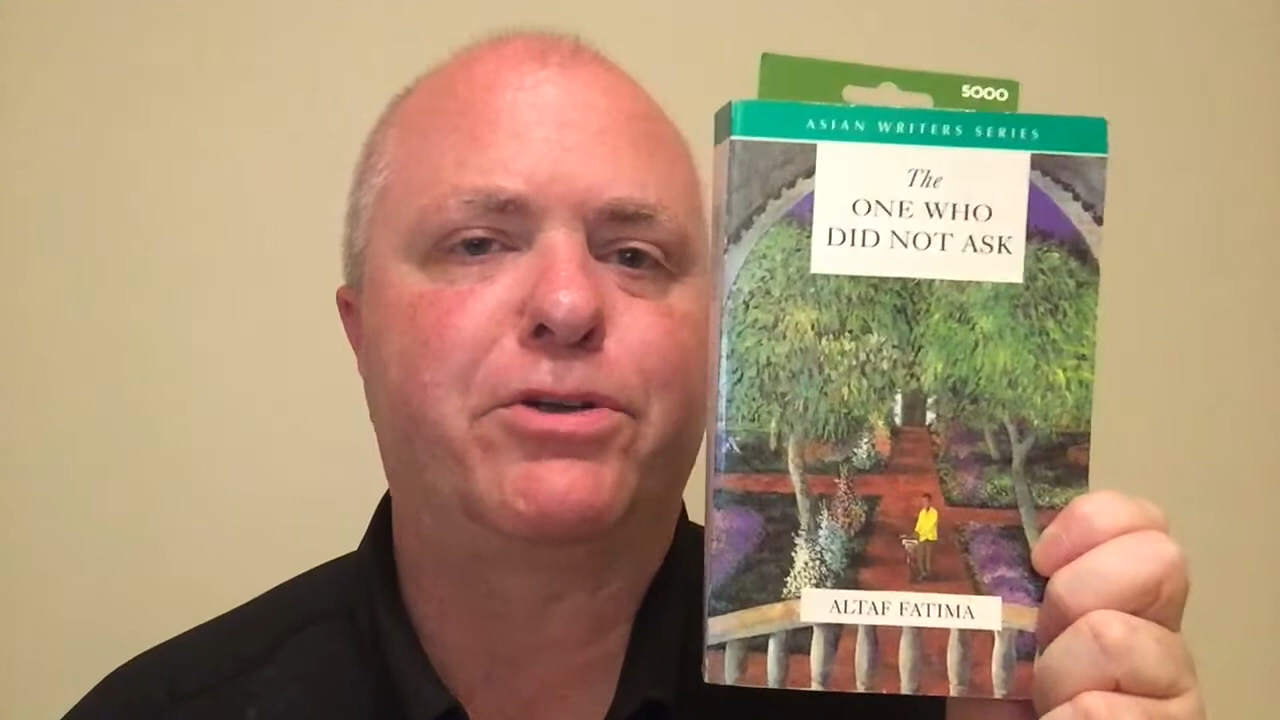 5000
ASIAN WRITERS SERIES
The
ONE WHO
DID NOT ASK
ALTAF FATIMA